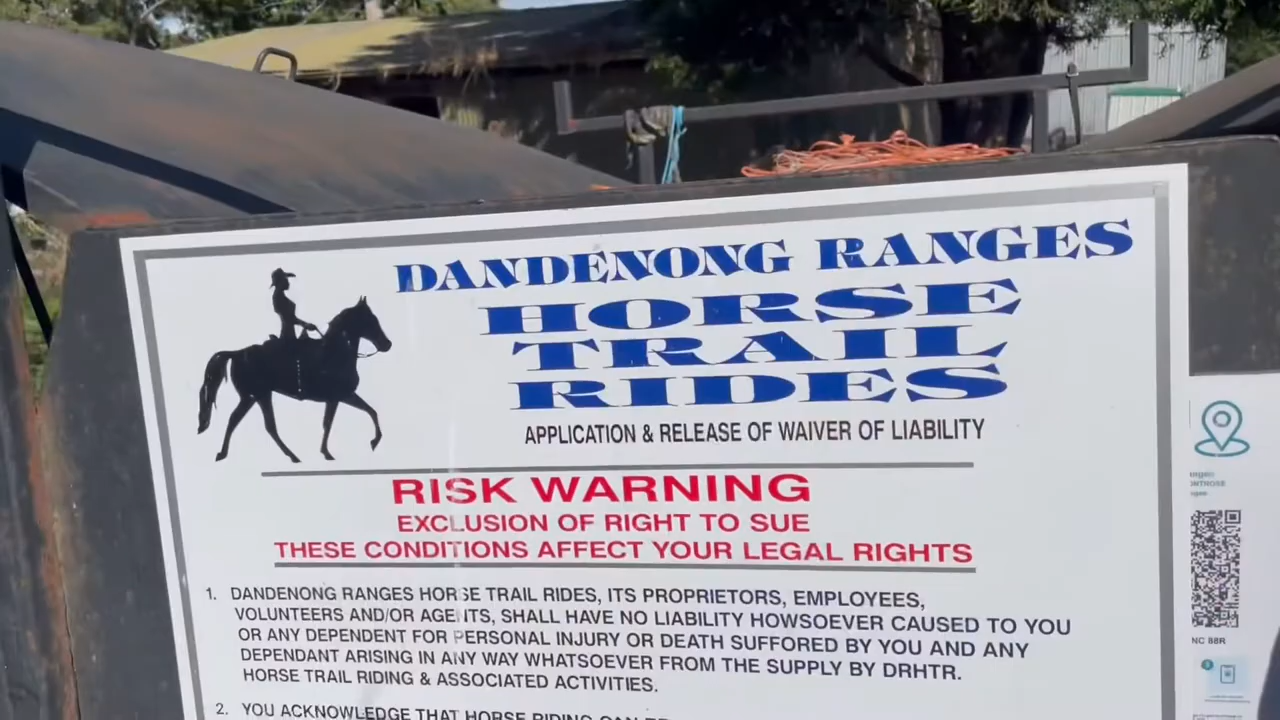 DANDENONG RANGES
HORSE
TRAIL
RIDES
APPLICATION & RELEASE OF WAIVER OF LIABILITY
RISK WARNING
EXCLUSION OF RIGHT TO SUE
THESE CONDITIONS AFFECT YOUR LEGAL RIGHTS
1. DANDENONG RANGES HORSE TRAIL RIDES, ITS PROPRIETORS, EMPLOYEES,
VOLUNTEERS AND/OR AGENTS, SHALL HAVE NO LIABILITY HOWSOEVER CAUSED TO YOU
OR ANY DEPENDENT FOR PERSONAL INJURY OR DEATH SUFFORED BY YOU AND ANY
DEPENDANT ARISING IN ANY WAY WHATSOEVER FROM THE SUPPLY BY DRHTR.
HORSE TRAIL RIDING & ASSOCIATED ACTIVITIES.
2. YOU ACKNOWLEDGE THAT HORSE RIDING CAN
NC 88R